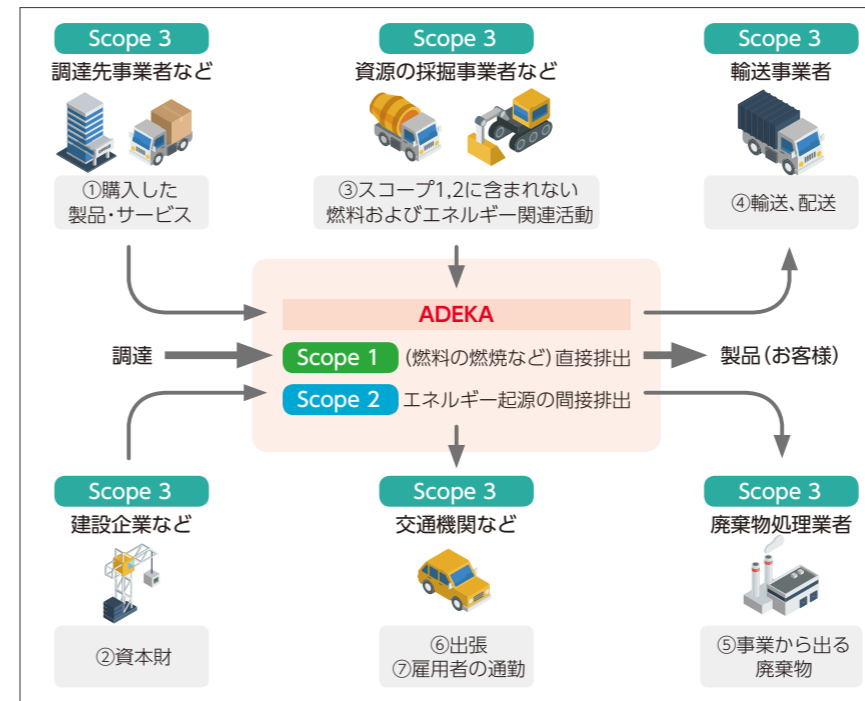 Scope 3
調達先事業者など
①購入した
製品・サービス
Scope 3
資源の採掘事業者など
③スコープ1,2に含まれない
燃料およびエネルギー関連活動
Scope 3
輸送事業者
④輸送、配送
ADEKA
調達
Scope 1 (燃料の燃焼など)直接排出
製品(お客様)
Scope 2 エネルギー起源の間接排出
Scope 3
建設企業など
②資本財
Scope 3
交通機関など
⑥出張
⑦雇用者の通勤
Scope 3
廃棄物処理業者
⑤事業から出る
廃棄物